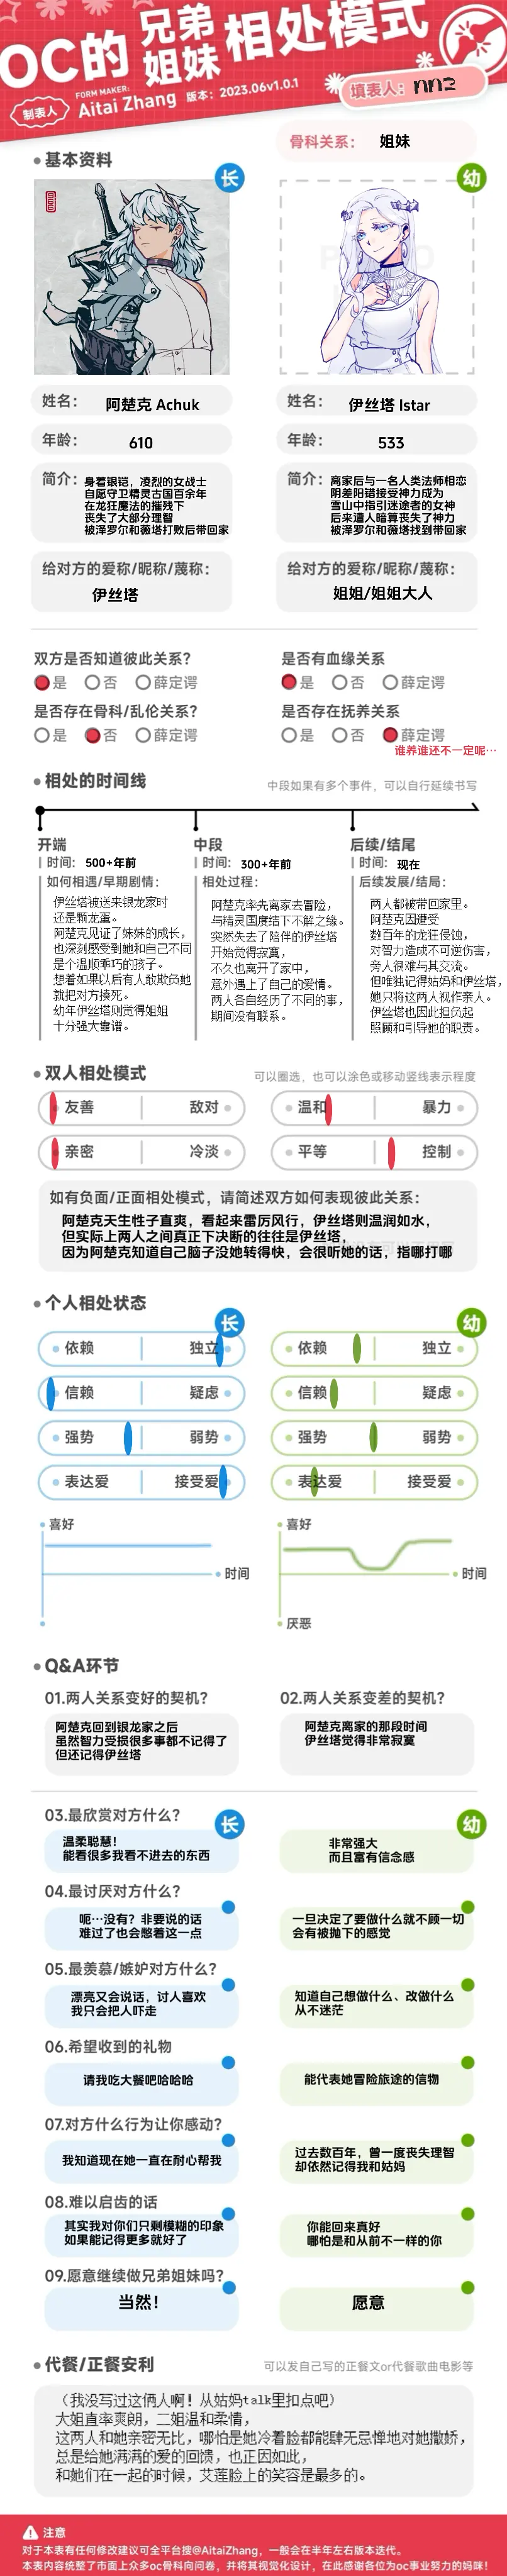 OC的 兄弟姐妹 相处模式
制表人
FORM MAKER:
Aitai Zhang
版本：2023.06v1.0.1
填表人：nn2
骨科关系： 姐妹
基本资料
长
幼
姓名： 阿楚克 Achuk
姓名： 伊丝塔 Istar
年龄： 610
年龄： 533
简介： 身着银铠，凌烈的女战士
自愿守卫精灵古国百余年
在龙狂魔法的摧残下
丧失了大部分理智
被泽罗尔和薇塔打败后带回家
简介： 离家后与一名人类法师相恋
阴差阳错接受神力成为
雪山中指引迷途者的女神
后来遭人暗算丧失了神力
被泽罗尔和薇塔找到带回家
给对方的爱称/昵称/蔑称：
伊丝塔
给对方的爱称/昵称/蔑称：
姐姐/姐姐大人
双方是否知道彼此关系？
是 否 薛定谔
是否有血缘关系
是 否 薛定谔
是否存在骨科/乱伦关系？
是 否 薛定谔
是否存在抚养关系
是 否 薛定谔
谁养谁还不一定呢…
相处的时间线
中段如果有多个事件，可以自行延续书写
开端
时间： 500+年前
如何相遇/早期剧情：
伊丝塔被送来银龙家时
还是颗龙蛋。
阿楚克见证了妹妹的成长，
也深刻感受到她和自己不同
是个温顺乖巧的孩子。
想着如果以后有人敢欺负她
就把对方揍死。
幼年伊丝塔则觉得姐姐
十分强大靠谱。
中段
时间： 300+年前
相处过程：
阿楚克率先离家去冒险，
与精灵国度结下不解之缘。
突然失去了陪伴的伊丝塔
开始觉得寂寞，
不久也离开了家中，
意外遇上了自己的爱情。
两人各自经历了不同的事，
期间没有联系。
后续/结尾
时间： 现在
后续发展/结局：
两人都被带回家里。
阿楚克因遭受
数百年的龙狂侵蚀，
对智力造成不可逆伤害，
旁人很难与其交流。
但唯独记得姑妈和伊丝塔，
她只将这两人视作亲人。
伊丝塔也因此担负起
照顾和引导她的职责。
双人相处模式
可以圈选，也可以涂色或移动竖线表示程度
友善 敌对
温和 暴力
亲密 冷淡
平等 控制
如有负面/正面相处模式，请简述双方如何表现彼此关系：
阿楚克天生性子直爽，看起来雷厉风行，伊丝塔则温润如水，
但实际上两人之间真正下决断的往往是伊丝塔，
因为阿楚克知道自己脑子没她转得快，会很听她的话，指哪打哪
个人相处状态
长
幼
依赖 独立
依赖 独立
信赖 疑虑
信赖 疑虑
强势 弱势
强势 弱势
表达爱 接受爱
表达爱 接受爱
喜好
时间
喜好
时间
厌恶
Q&A环节
01.两人关系变好的契机？
阿楚克回到银龙家之后
虽然智力受损很多事都不记得了
但还记得伊丝塔
02.两人关系变差的契机？
阿楚克离家的那段时间
伊丝塔觉得非常寂寞
03.最欣赏对方什么？
长
幼
温柔聪慧！
能看很多我看不进去的东西
非常强大
而且富有信念感
04.最讨厌对方什么？
呃…没有？非要说的话
难过了也会憋着这一点
一旦决定了要做什么就不顾一切
会有被抛下的感觉
05.最羡慕/嫉妒对方什么？
漂亮又会说话，讨人喜欢
我只会把人吓走
知道自己想做什么、改做什么
从不迷茫
06.希望收到的礼物
请我吃大餐吧哈哈哈
能代表她冒险旅途的信物
07.对方什么行为让你感动？
我知道现在她一直在耐心帮我
过去数百年，曾一度丧失理智
却依然记得我和姑妈
08.难以启齿的话
其实我对你们只剩模糊的印象
如果能记得更多就好了
你能回来真好
哪怕是和从前不一样的你
09.愿意继续做兄弟姐妹吗？
当然！
愿意
代餐/正餐安利
可以发自己写的正餐文or代餐歌曲电影等
（我没写过这俩人啊！从姑妈talk里扣点吧）
大姐直率爽朗，二姐温和柔情，
这两人和她亲密无比，哪怕是她冷着脸都能肆无忌惮地对她撒娇，
总是给她满满的爱的回馈，也正因如此，
和她们在一起的时候，艾莲脸上的笑容是最多的。
注意
对于本表有任何修改建议可全平台搜@AitaiZhang，一般会在半年左右版本迭代。
本表内容统整了市面上众多oc骨科向问卷，并将其视觉化设计，在此感谢各位为oc事业努力的妈咪！